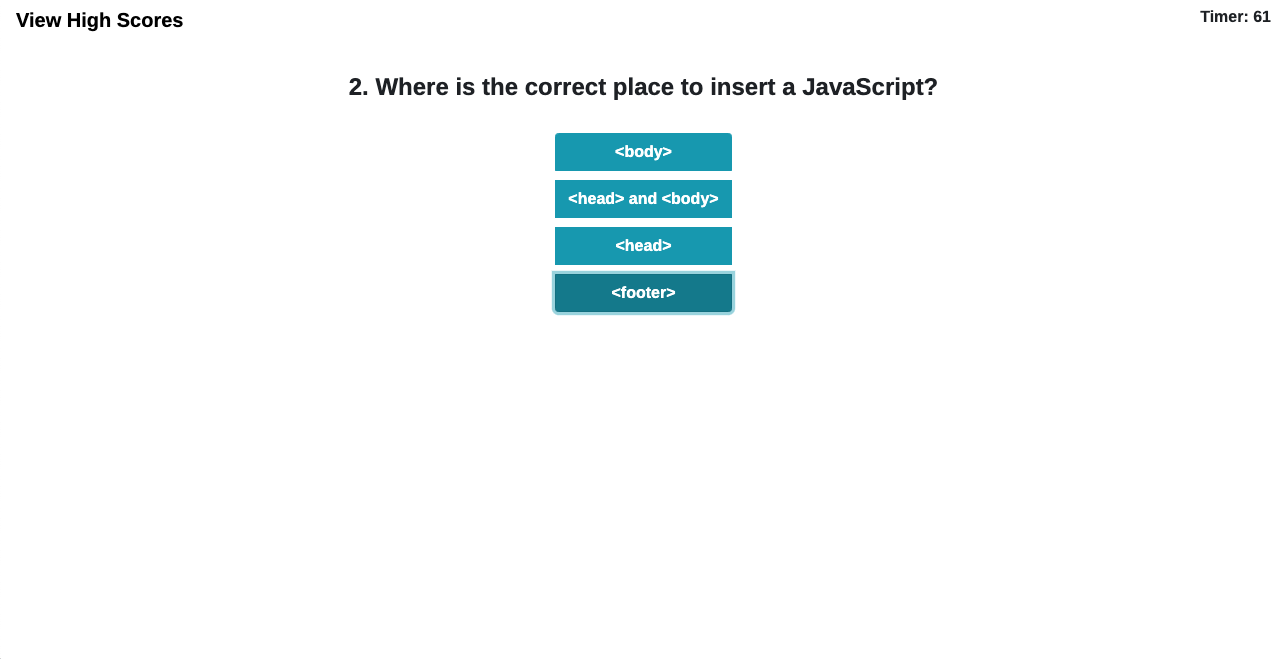 View High Scores
Timer: 61
2. Where is the correct place to insert a JavaScript?
<body>
<head> and <body>
<head>
<footer>